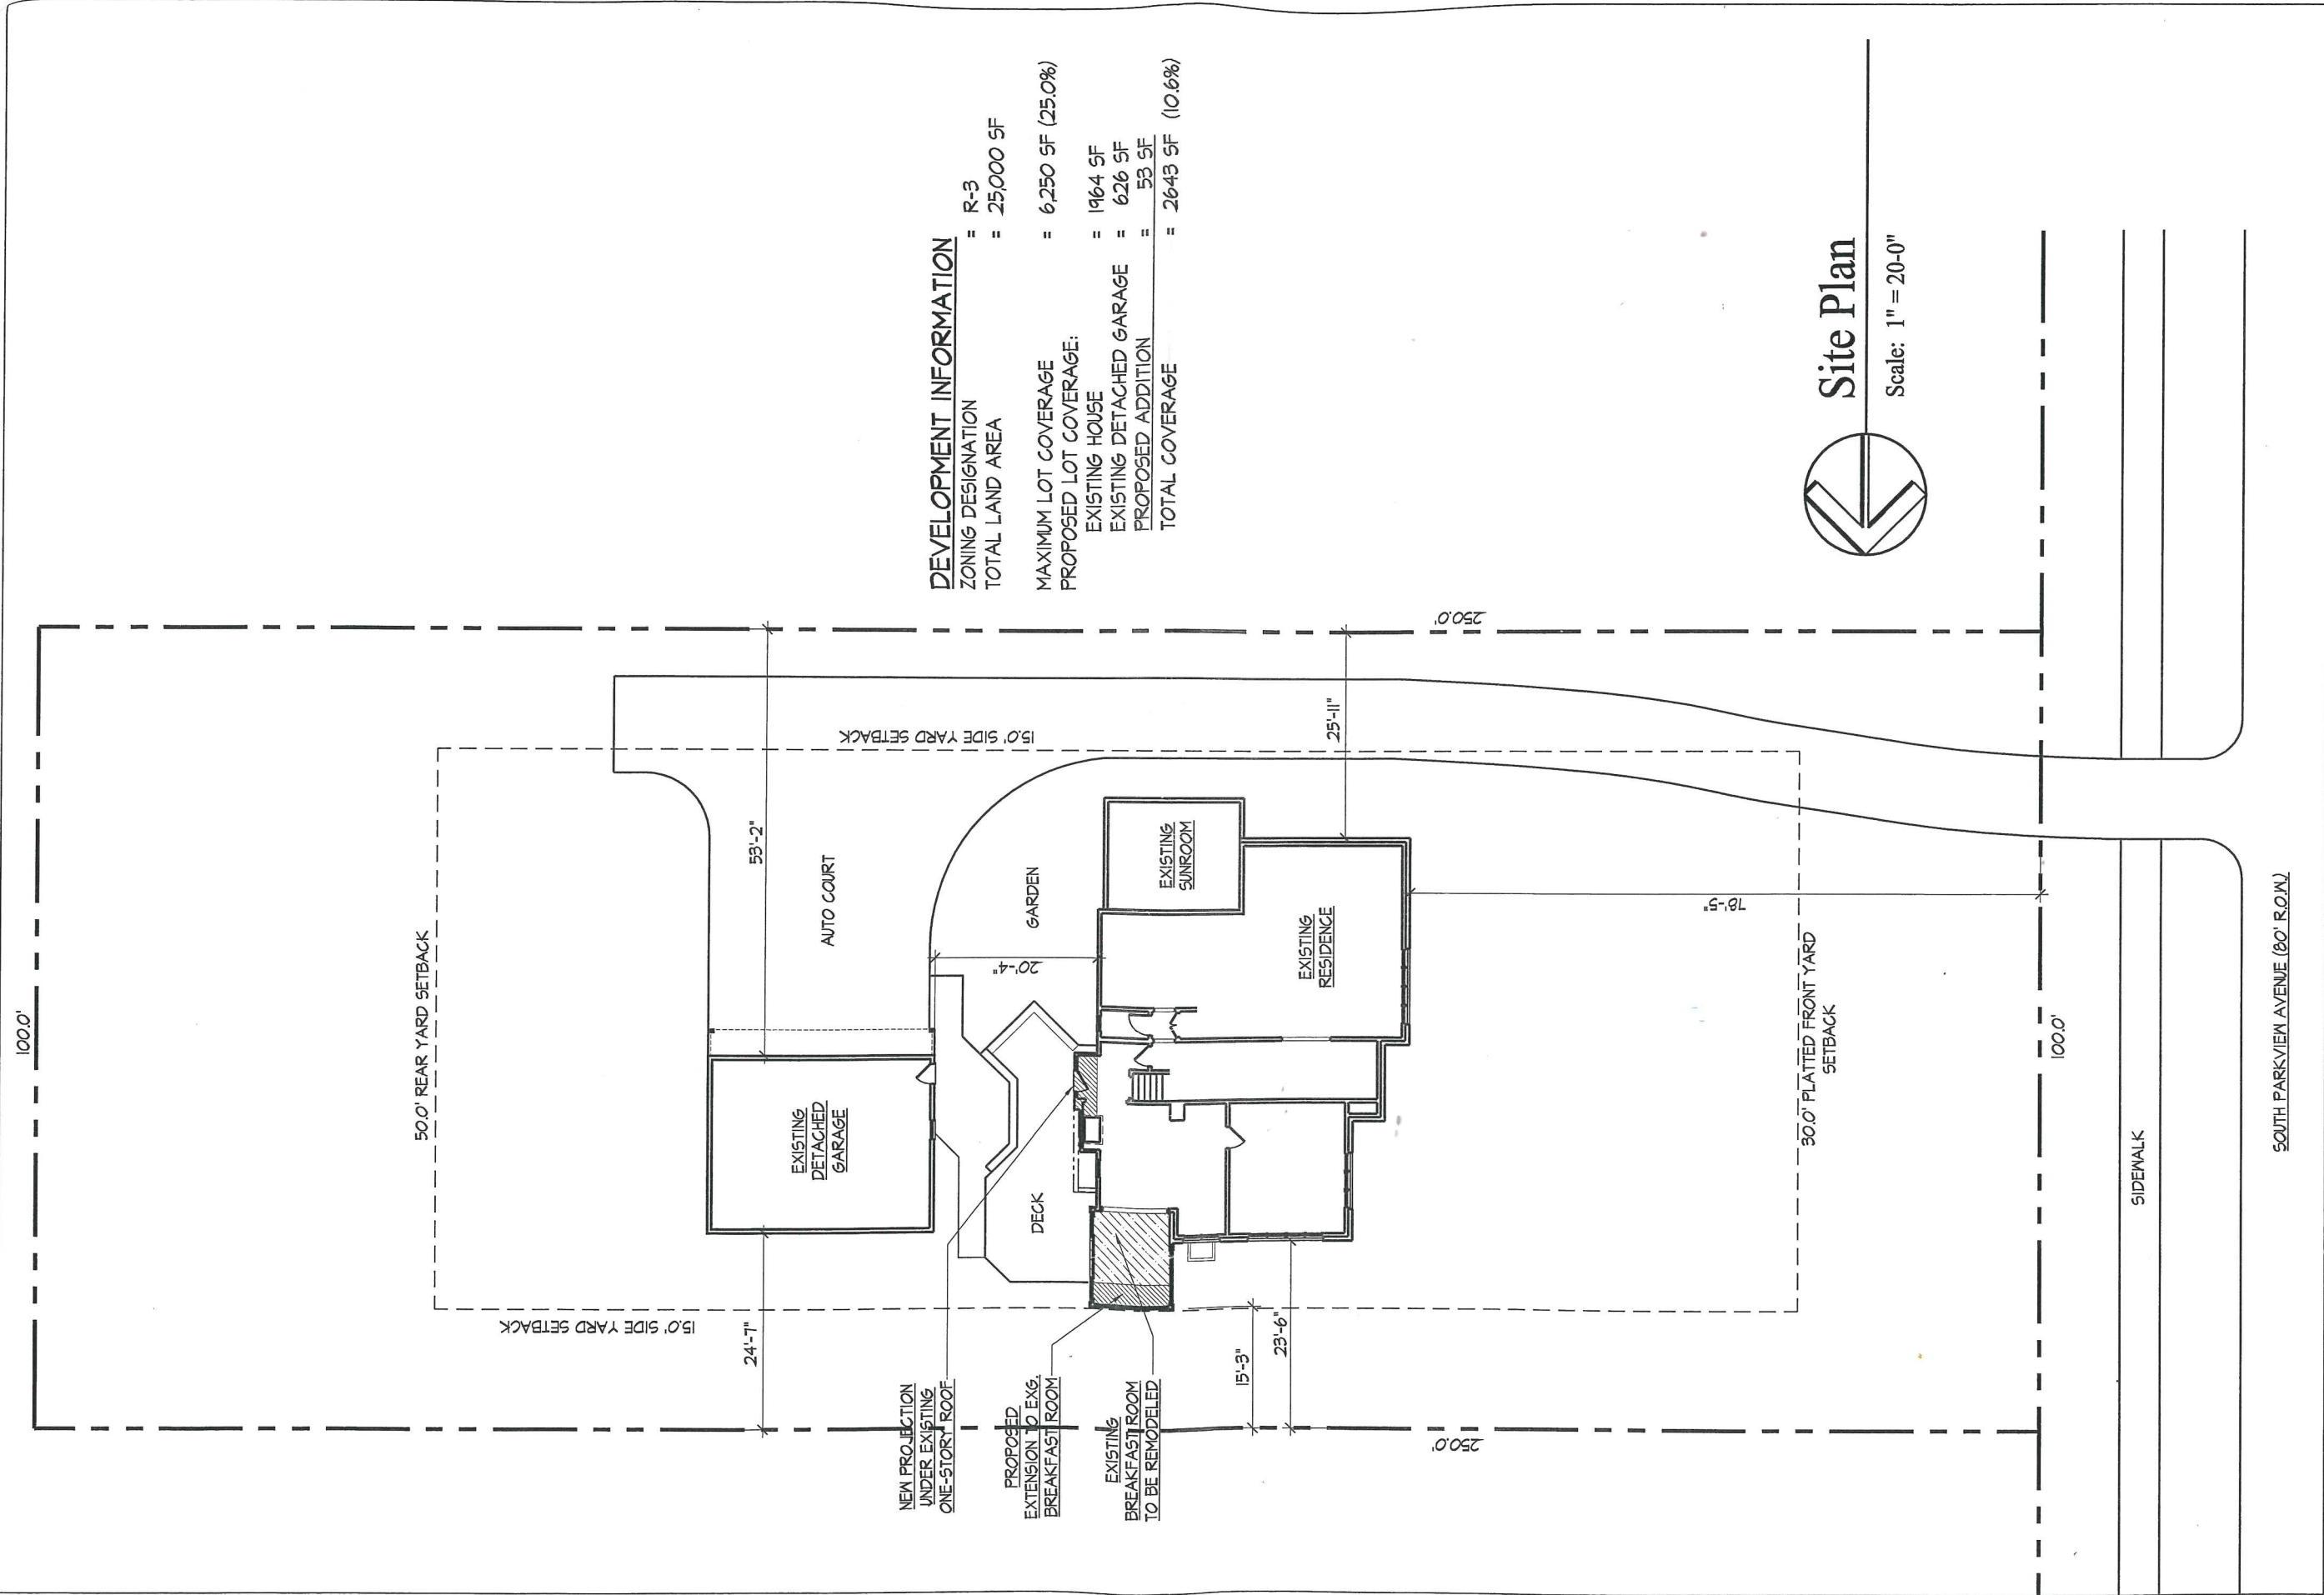 DEVELOPMENT INFORMATION
ZONING DESIGNATION = R-3
TOTAL LAND AREA = 25,000 SF
MAXIMUM LOT COVERAGE = 6,250 SF (25.0%)
PROPOSED LOT COVERAGE:
EXISTING HOUSE = 1964 SF
EXISTING DETACHED GARAGE = 626 SF
PROPOSED ADDITION = 53 SF
TOTAL COVERAGE = 2643 SF (10.6%)
Site Plan
Scale: 1" = 20-0"
100.0'
50.0' REAR YARD SETBACK
15.0' SIDE YARD SETBACK
250.0'
53'-2"
AUTO COURT
25'-11"
EXISTING
DETACHED
GARAGE
GARDEN
20'-4"
EXISTING
SUNROOM
EXISTING
RESIDENCE
DECK
78'-5"
24'-7"
15.0' SIDE YARD SETBACK
NEW PROJECTION
UNDER EXISTING
ONE-STORY ROOF
PROPOSED
EXTENSION TO EXG.
BREAKFAST ROOM
EXISTING
BREAKFAST ROOM
TO BE REMODELED
15'-3"
23'-6"
250.0'
30.0' PLATTED FRONT YARD
SETBACK
100.0'
SIDEWALK
SOUTH PARKVIEW AVENUE (80' R.O.W.)